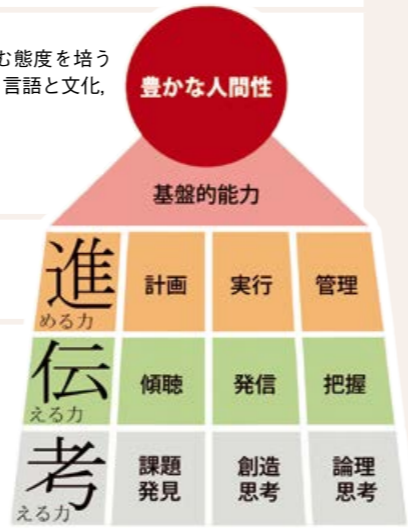 む態度を培う
言語と文化,
豊かな人間性
基盤的能力
進める力
計画
実行
管理
伝える力
傾聴
発信
把握
考える力
課題
発見
創造
思考
論理
思考